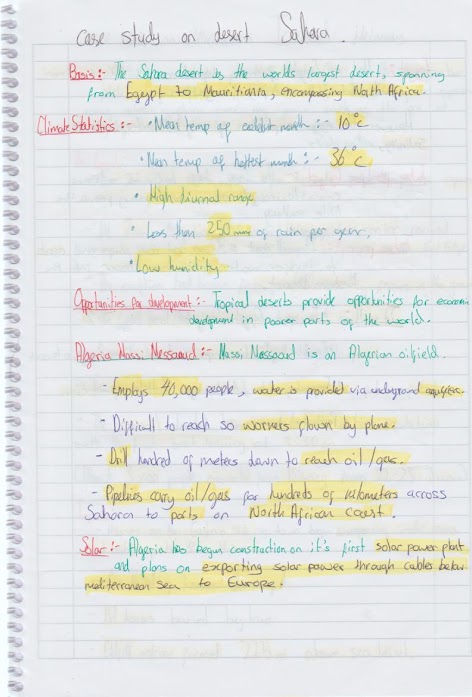 Case study on desert Sahara.
Basis:- The Sahara desert is the worlds largest desert, spanning
from Egeypt to Mauritiania, encompassing North Africa.
Climate Statistics:- • Mean temp of coldest month :- 10°c
• Mean temp of hottest month :- 36°c
• High diurnal range
• Less than 250 mm of rain per year.
• Low humidity
Opportunities for development:- Tropical deserts provide opportunities for economic
development in poorer parts of the world.
Algeria Hassi Messaoud:- Hassi Messaoud is an Algerian oilfield.
- Employs 40,000 people, water is provided via underground aquifers.
- Difficult to reach so workers flown by plane.
- Drill hundred of meters down to reach oil/gas.
- Pipelines carry oil/gas for hundreds of kilometers across
Sahara to ports on North African coast.
Solar:- Algeria has begun construction on it's first solar power plant
and plans on exporting solar power through cables below
mediterranean sea to Europe.